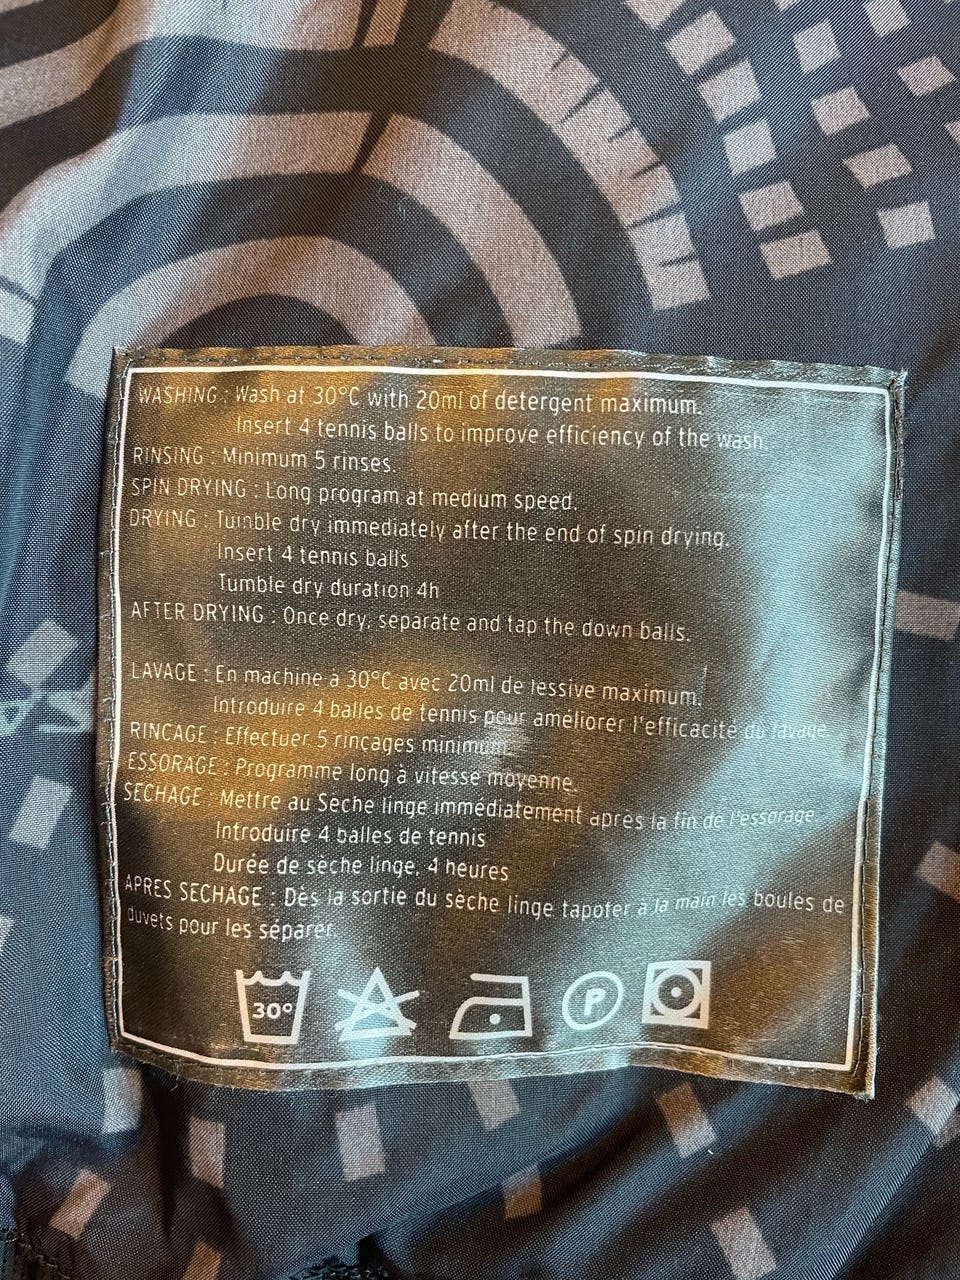 WASHING : Wash at 30°C with 20ml of detergent maximum.
Insert 4 tennis balls to improve efficiency of the wash.
RINSING : Minimum 5 rinses.
SPIN DRYING : Long program at medium speed.
DRYING : Tumble dry immediately after the end of spin drying.
Insert 4 tennis balls
Tumble dry duration 4h
AFTER DRYING : Once dry, separate and tap the down balls.
LAVAGE : En machine a 30°C avec 20ml de lessive maximum.
Introduire 4 balles de tennis pour améliorer l'efficacité du lavage
RINCAGE : Effectuer 5 rincages minimum.
ESSORAGE : Programme long à vitesse moyenne.
SECHAGE : Mettre au Sèche linge immédiatement après la fin de l'essorage.
Introduire 4 balles de tennis
Durée de sèche linge, 4 heures
APRES SECHAGE : Dès la sortie du sèche linge tapoter à la main les boules de
duvets pour les séparer.
30° P